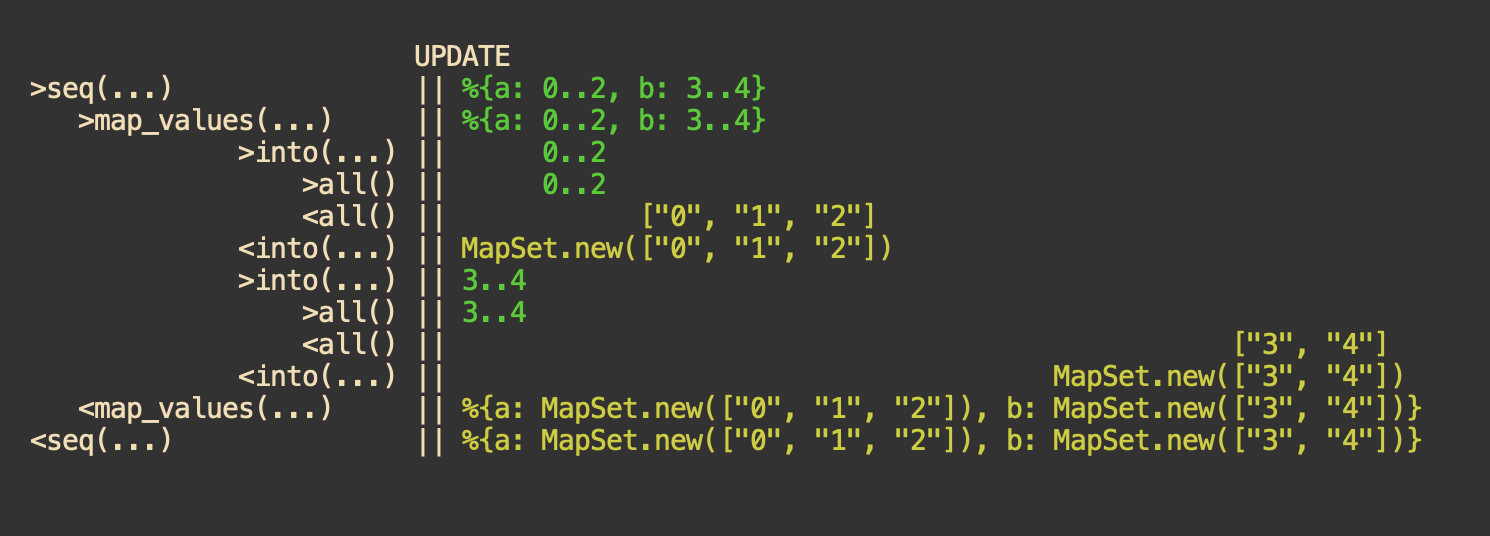 UPDATE
>seq(...)               || %{a: 0..2, b: 3..4}
   >map_values(...)     || %{a: 0..2, b: 3..4}
             >into(...) ||      0..2
                 >all() ||      0..2
                 <all() ||            ["0", "1", "2"]
             <into(...) || MapSet.new(["0", "1", "2"])
             >into(...) || 3..4
                 >all() || 3..4
                 <all() ||                                                 ["3", "4"]
             <into(...) ||                                      MapSet.new(["3", "4"])
   <map_values(...)     || %{a: MapSet.new(["0", "1", "2"]), b: MapSet.new(["3", "4"])}
<seq(...)               || %{a: MapSet.new(["0", "1", "2"]), b: MapSet.new(["3", "4"])}